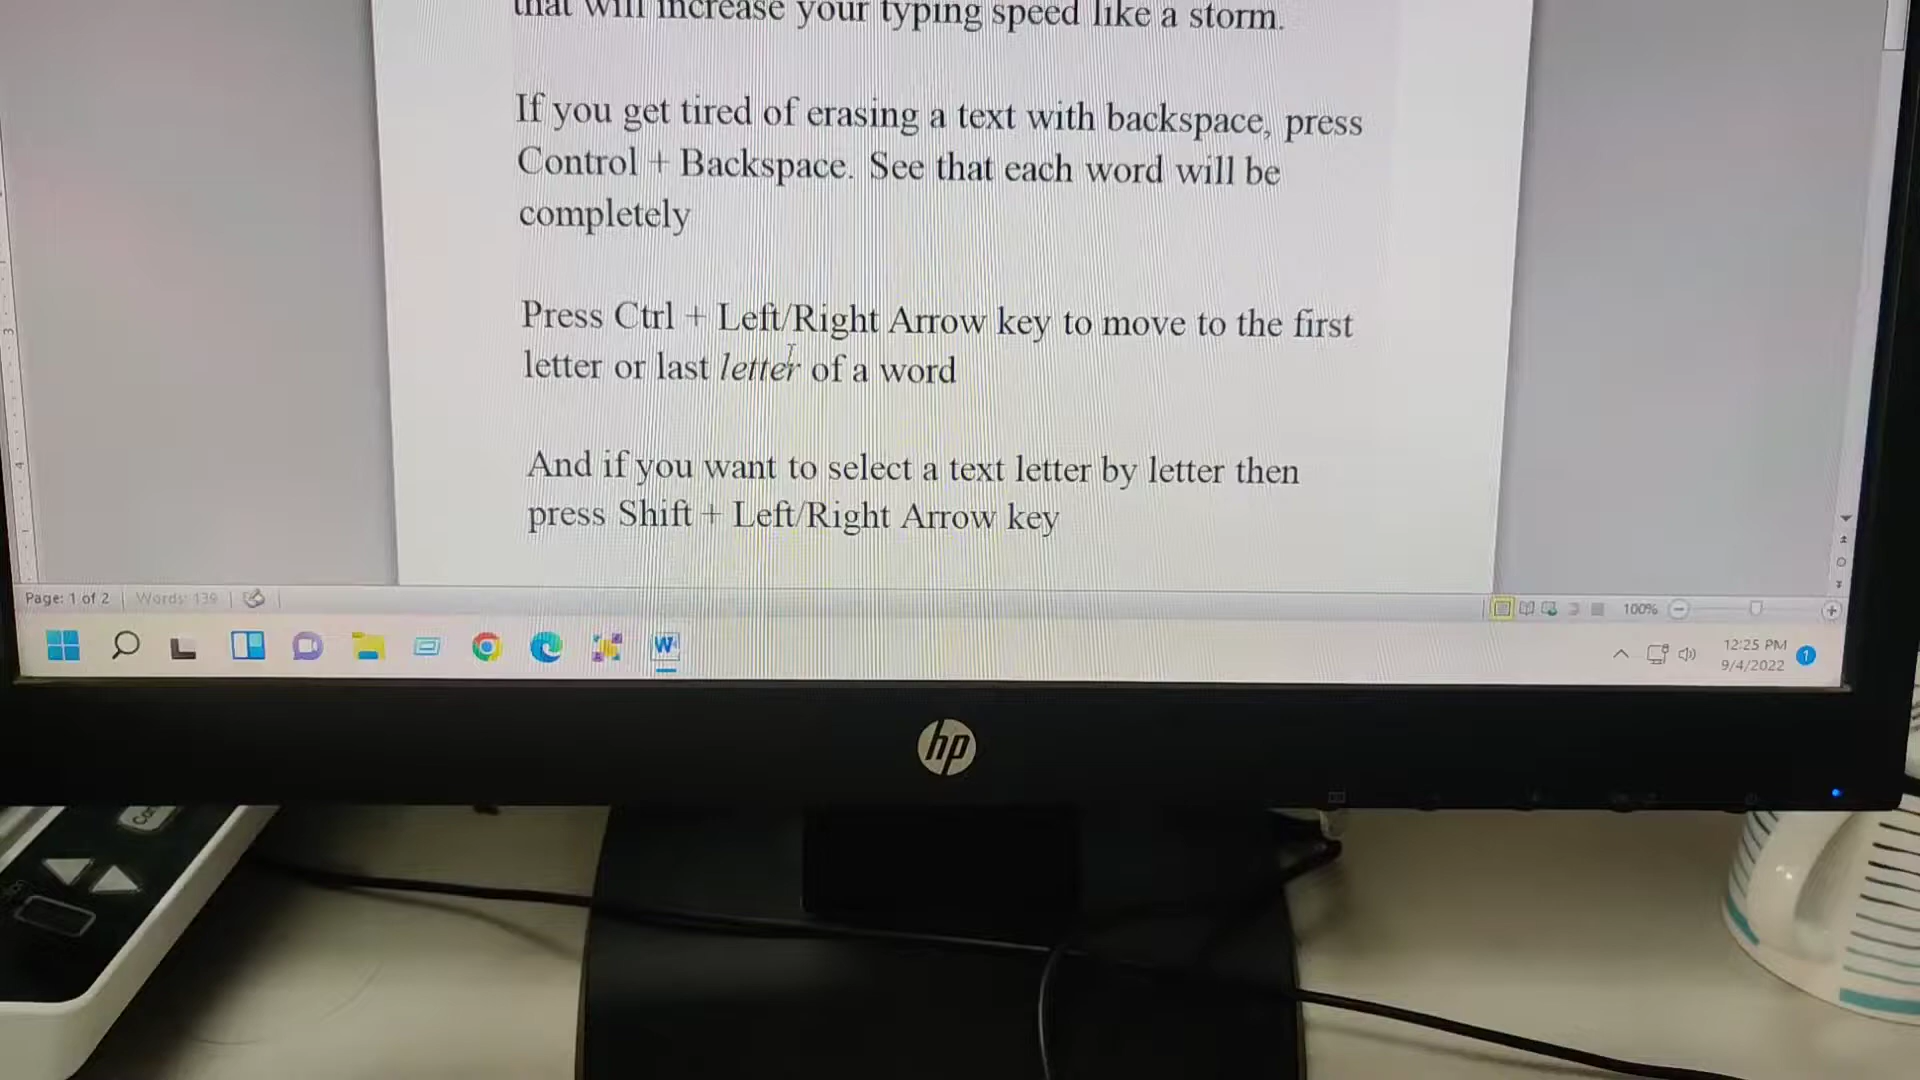 that will increase your typing speed like a storm.
If you get tired of erasing a text with backspace, press
Control + Backspace. See that each word will be
completely
Press Ctrl + Left/Right Arrow key to move to the first
letter or last letter of a word
And if you want to select a text letter by letter then
press Shift + Left/Right Arrow key
Page: 1 of 2
Words: 139
100%
W
12:25 PM
9/4/2022
1
hp